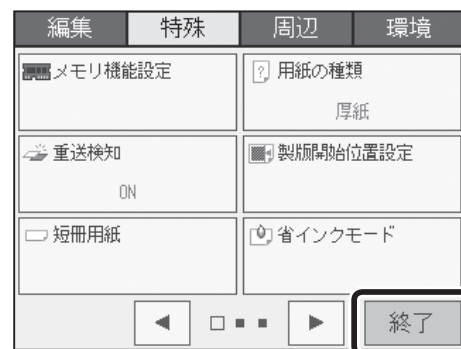 編集 特殊 周辺 環境
メモリ機能設定 用紙の種類
厚紙
重送検知 製版開始位置設定
ON
短冊用紙 省インクモード
終了